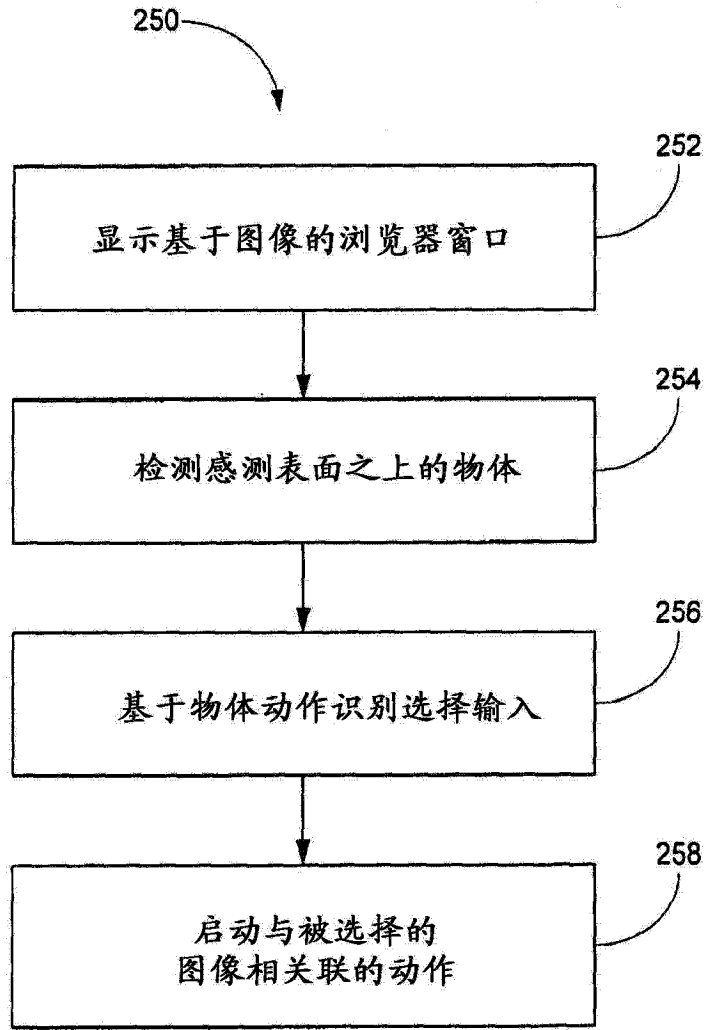 250
252
显示基于图像的浏览器窗口
254
检测感测表面之上的物体
256
基于物体动作识别选择输入
258
启动与被选择的
图像相关联的动作